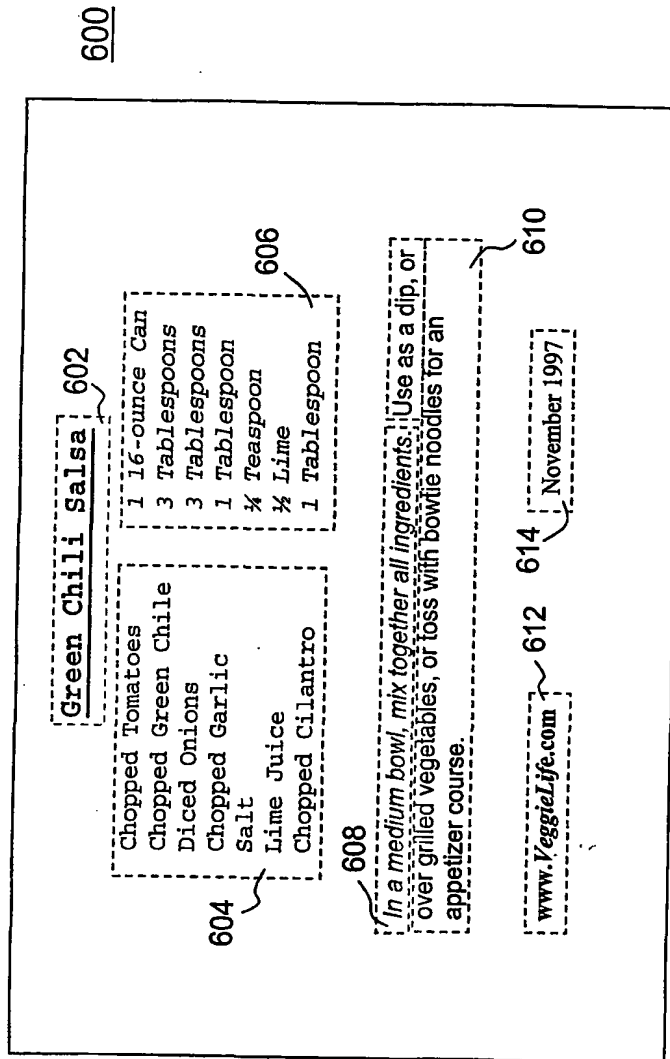 600
Green Chili Salsa
602
Chopped Tomatoes 1 16-ounce Can
Chopped Green Chile 3 Tablespoons
Diced Onions 3 Tablespoons
Chopped Garlic 1 Tablespoon
Salt ¼ Teaspoon
Lime Juice ½ Lime
Chopped Cilantro 1 Tablespoon
604
606
608
In a medium bowl, mix together all ingredients. Use as a dip, or
over grilled vegetables, or toss with bowtie noodles for an
appetizer course.
610
www.VeggieLife.com
612
614
November 1997